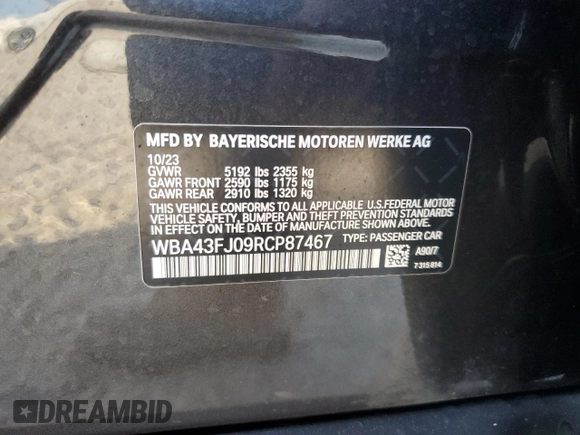 MFD BY BAYERISCHE MOTOREN WERKE AG
10/23
GVWR 5192 lbs 2355 kg
GAWR FRONT 2590 lbs 1175 kg
GAWR REAR 2910 lbs 1320 kg
THIS VEHICLE CONFORMS TO ALL APPLICABLE U.S.FEDERAL MOTOR
VEHICLE SAFETY, BUMPER AND THEFT PREVENTION STANDARDS
IN EFFECT ON THE DATE OF MANUFACTURE SHOWN ABOVE.
WBA43FJ09RCP87467 TYPE: PASSENGER CAR
A90/7
7 315 814
DREAMBID